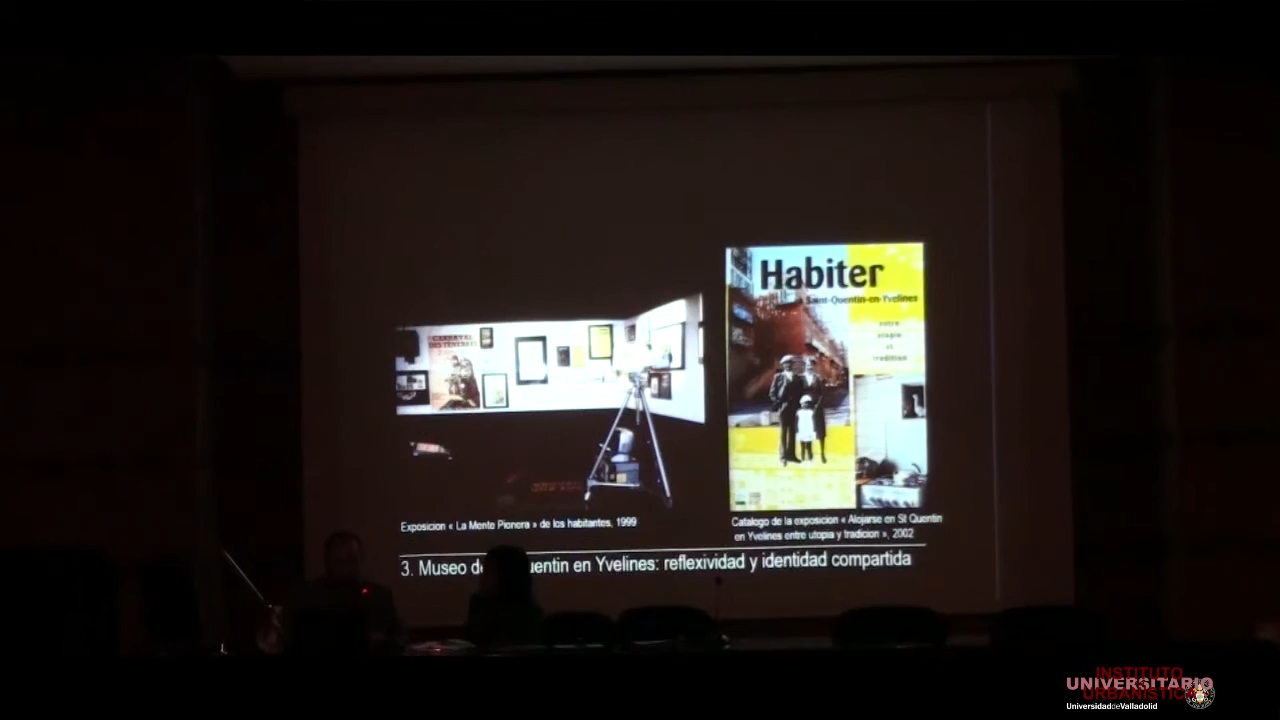 Habiter
Saint-Quentin-en-Yvelines
entre
utopie
et
tradition
Exposicion « La Mente Pionera » de los habitantes, 1999
Catalogo de la exposicion « Alojarse en St Quentin
en Yvelines entre utopia y tradicion », 2002
3. Museo de uentin en Yvelines: reflexividad y identidad compartida
INSTITUTO
UNIVERSITARIO
URBANÍSTICA
UniversidaddeValladolid